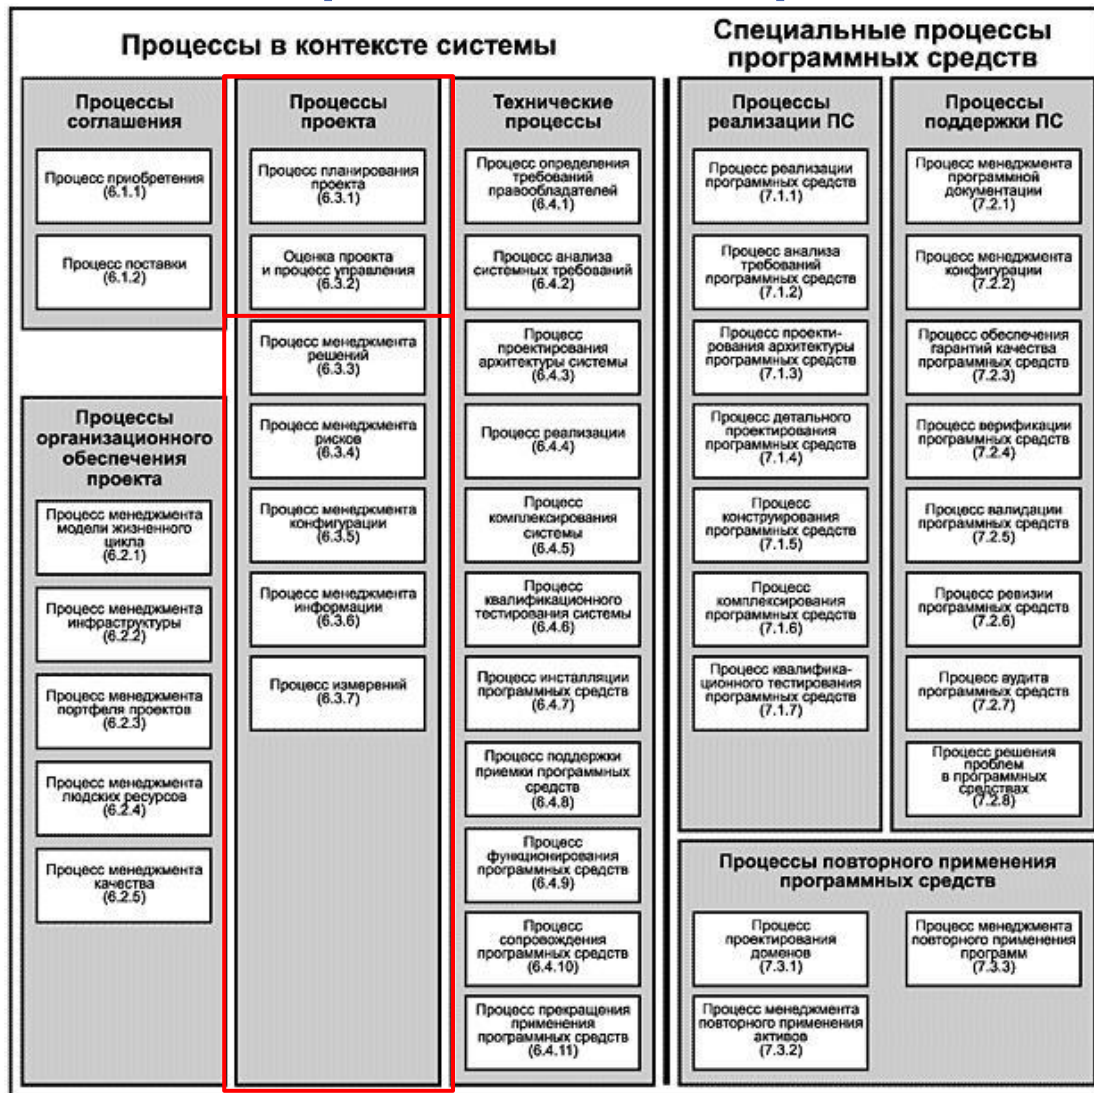 Процессы в контексте системы
Специальные процессы
программных средств
Процессы
соглашения
Процесс приобретения
(6.1.1)
Процесс поставки
(6.1.2)
Процессы
организационного
обеспечения
проекта
Процесс менеджмента
модели жизненного
цикла
(6.2.1)
Процесс менеджмента
инфраструктуры
(6.2.2)
Процесс менеджмента
портфеля проектов
(6.2.3)
Процесс менеджмента
людских ресурсов
(6.2.4)
Процесс менеджмента
качества
(6.2.5)
Процессы
проекта
Процесс планирования
проекта
(6.3.1)
Оценка проекта
и процесс управления
(6.3.2)
Процесс менеджмента
решений
(6.3.3)
Процесс менеджмента
рисков
(6.3.4)
Процесс менеджмента
конфигурации
(6.3.5)
Процесс менеджмента
информации
(6.3.6)
Процесс измерений
(6.3.7)
Технические
процессы
Процесс определения
требований
правообладателей
(6.4.1)
Процесс анализа
системных требований
(6.4.2)
Процесс
проектирования
архитектуры системы
(6.4.3)
Процесс реализации
(6.4.4)
Процесс
комплексирования
системы
(6.4.5)
Процесс
квалификационного
тестирования системы
(6.4.6)
Процесс инсталляции
программных средств
(6.4.7)
Процесс поддержки
приемки программных
средств
(6.4.8)
Процесс
функционирования
программных средств
(6.4.9)
Процесс
сопровождения
программных средств
(6.4.10)
Процесс прекращения
применения
программных средств
(6.4.11)
Процессы
реализации ПС
Процесс реализации
программных средств
(7.1.1)
Процесс анализа
требований
программных средств
(7.1.2)
Процесс проекти-
рования архитектуры
программных средств
(7.1.3)
Процесс детального
проектирования
программных средств
(7.1.4)
Процесс
конструирования
программных средств
(7.1.5)
Процесс
комплексирования
программных средств
(7.1.6)
Процесс квалифика-
ционного тестирования
программных средств
(7.1.7)
Процессы
поддержки ПС
Процесс менеджмента
программной
документации
(7.2.1)
Процесс менеджмента
конфигурации
(7.2.2)
Процесс обеспечения
гарантий качества
программных средств
(7.2.3)
Процесс верификации
программных средств
(7.2.4)
Процесс валидации
программных средств
(7.2.5)
Процесс ревизии
программных средств
(7.2.6)
Процесс аудита
программных средств
(7.2.7)
Процесс решения
проблем
в программных
средствах
(7.2.8)
Процессы повторного применения
программных средств
Процесс
проектирования
доменов
(7.3.1)
Процесс менеджмента
повторного применения
активов
(7.3.2)
Процесс менеджмента
повторного применения
программ
(7.3.3)